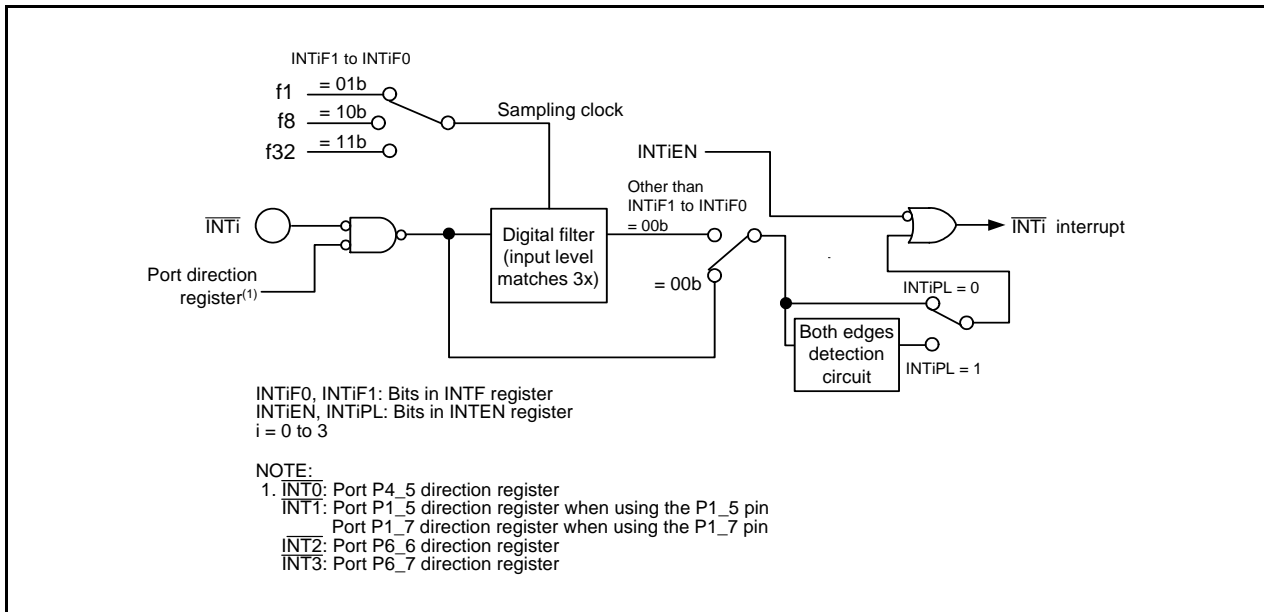 INTiF1 to INTiF0
f1
= 01b
f8
= 10b
f32
= 11b
Sampling clock
INTiEN
Other than
INTiF1 to INTiF0
= 00b
INTi
Digital filter
(input level
matches 3x)
INTi interrupt
Port direction
register(1)
= 00b
INTiPL = 0
Both edges
detection
circuit
INTiPL = 1
INTiF0, INTiF1: Bits in INTF register
INTiEN, INTiPL: Bits in INTEN register
i = 0 to 3
NOTE:
1. INT0: Port P4_5 direction register
INT1: Port P1_5 direction register when using the P1_5 pin
Port P1_7 direction register when using the P1_7 pin
INT2: Port P6_6 direction register
INT3: Port P6_7 direction register